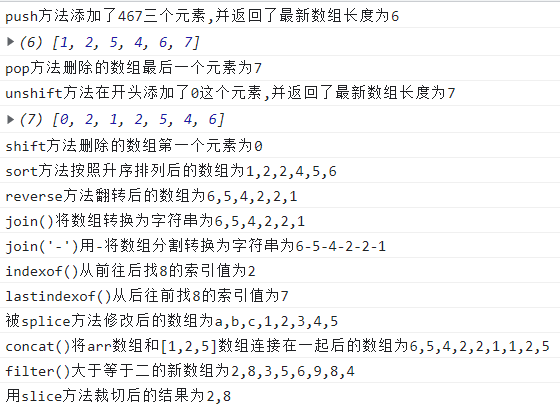 push方法添加了467三个元素,并返回了最新数组长度为6
(6) [1, 2, 5, 4, 6, 7]
pop方法删除的数组最后一个元素为7
unshift方法在开头添加了0这个元素,并返回了最新数组长度为7
(7) [0, 2, 1, 2, 5, 4, 6]
shift方法删除的数组第一个元素为0
sort方法按照升序排列后的数组为1,2,2,4,5,6
reverse方法翻转后的数组为6,5,4,2,2,1
join()将数组转换为字符串为6,5,4,2,2,1
join('-')用-将数组分割转换为字符串为6-5-4-2-2-1
indexof()从前往后找8的索引值为2
lastindexof()从后往前找8的索引值为7
被splice方法修改后的数组为a,b,c,1,2,3,4,5
concat()将arr数组和[1,2,5]数组连接在一起后的数组为6,5,4,2,2,1,1,2,5
filter()大于等于二的新数组为2,8,3,5,6,9,8,4
用slice方法裁切后的结果为2,8